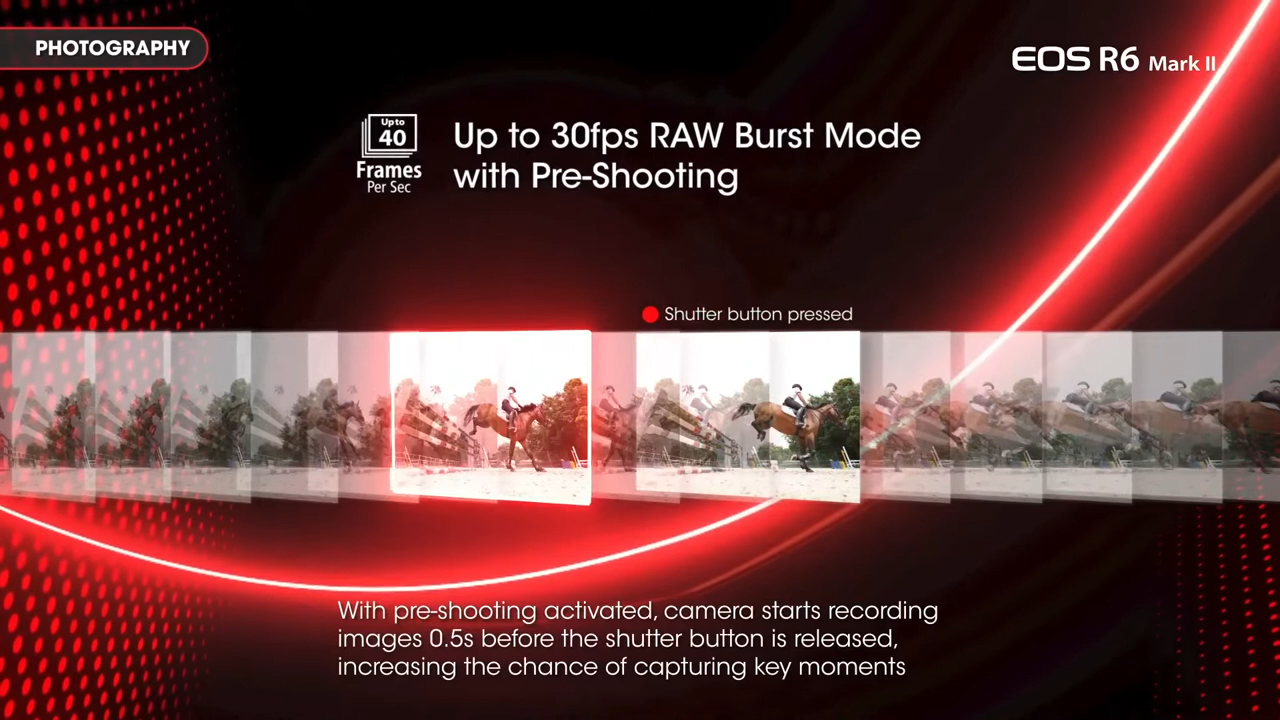 PHOTOGRAPHY
EOS R6 Mark II
Up to
40
Frames
Per Sec
Up to 30fps RAW Burst Mode
with Pre-Shooting
Shutter button pressed
With pre-shooting activated, camera starts recording
images 0.5s before the shutter button is released,
increasing the chance of capturing key moments